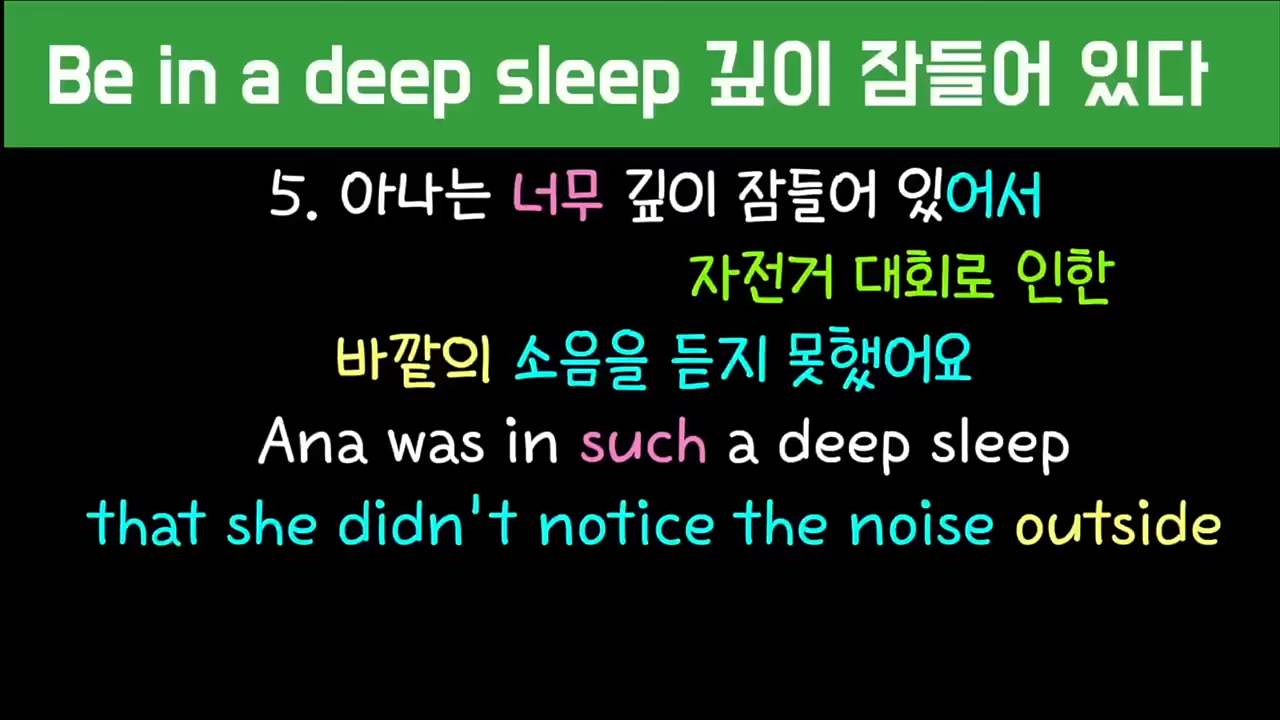 Be in a deep sleep 깊이 잠들어 있다
5. 아나는 너무 깊이 잠들어 있어서
자전거 대회로 인한
바깥의 소음을 듣지 못했어요
Ana was in such a deep sleep
that she didn't notice the noise outside